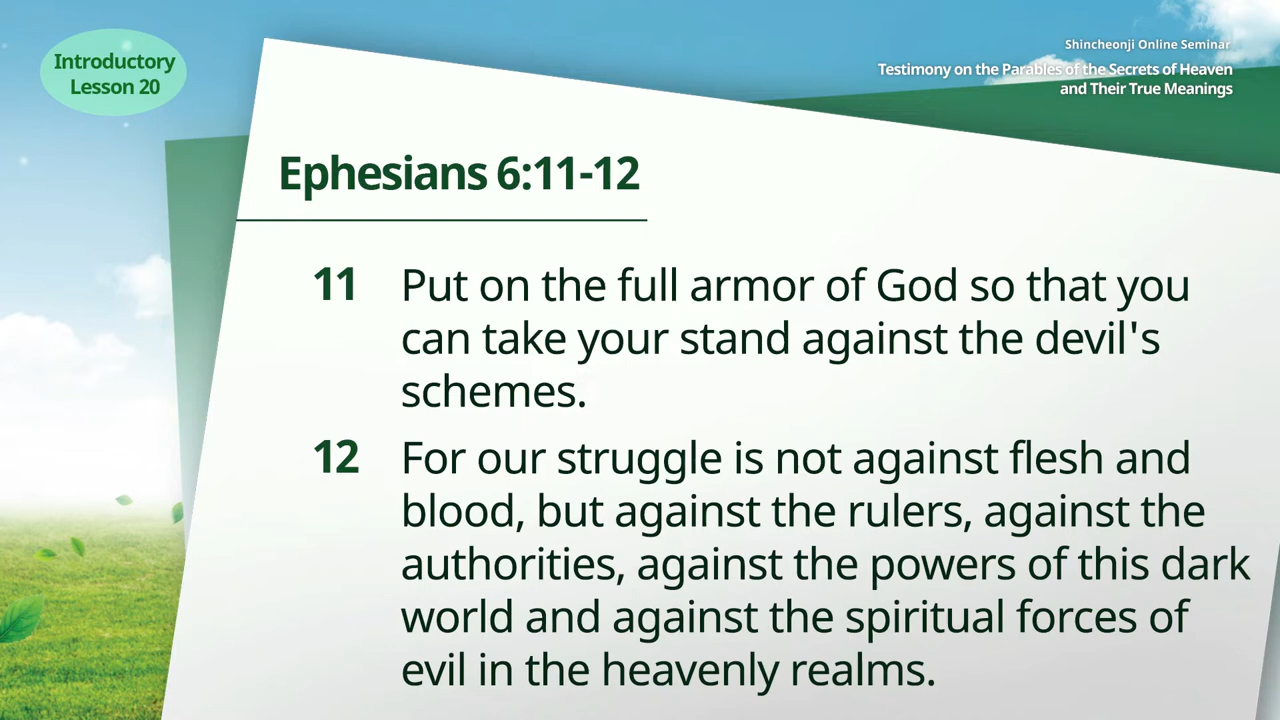 Introductory
Lesson 20
Shincheonji Online Seminar
Testimony on the Parables of the Secrets of Heaven
and Their True Meanings
Ephesians 6:11-12
11 Put on the full armor of God so that you
can take your stand against the devil's
schemes.
12 For our struggle is not against flesh and
blood, but against the rulers, against the
authorities, against the powers of this dark
world and against the spiritual forces of
evil in the heavenly realms.